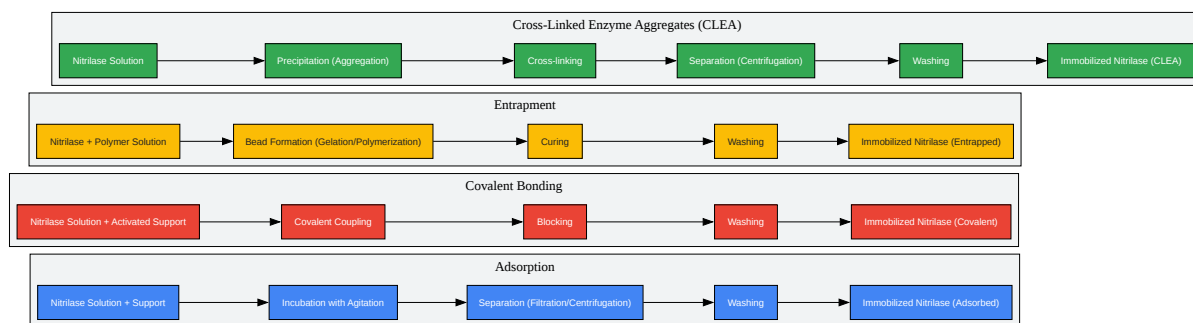 Cross-Linked Enzyme Aggregates (CLEA)
Nitrilase Solution
Precipitation (Aggregation)
Cross-linking
Separation (Centrifugation)
Washing
Immobilized Nitrilase (CLEA)
Entrapment
Nitrilase + Polymer Solution
Bead Formation (Gelation/Polymerization)
Curing
Washing
Immobilized Nitrilase (Entrapped)
Covalent Bonding
Nitrilase Solution + Activated Support
Covalent Coupling
Blocking
Washing
Immobilized Nitrilase (Covalent)
Adsorption
Nitrilase Solution + Support
Incubation with Agitation
Separation (Filtration/Centrifugation)
Washing
Immobilized Nitrilase (Adsorbed)